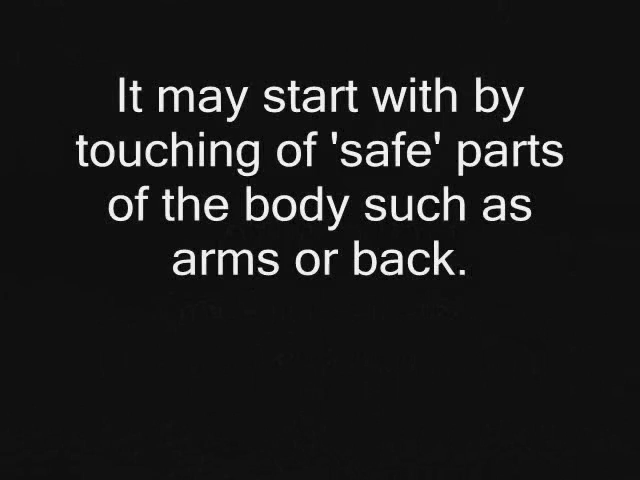 It may start with by
touching of 'safe' parts
of the body such as
arms or back.